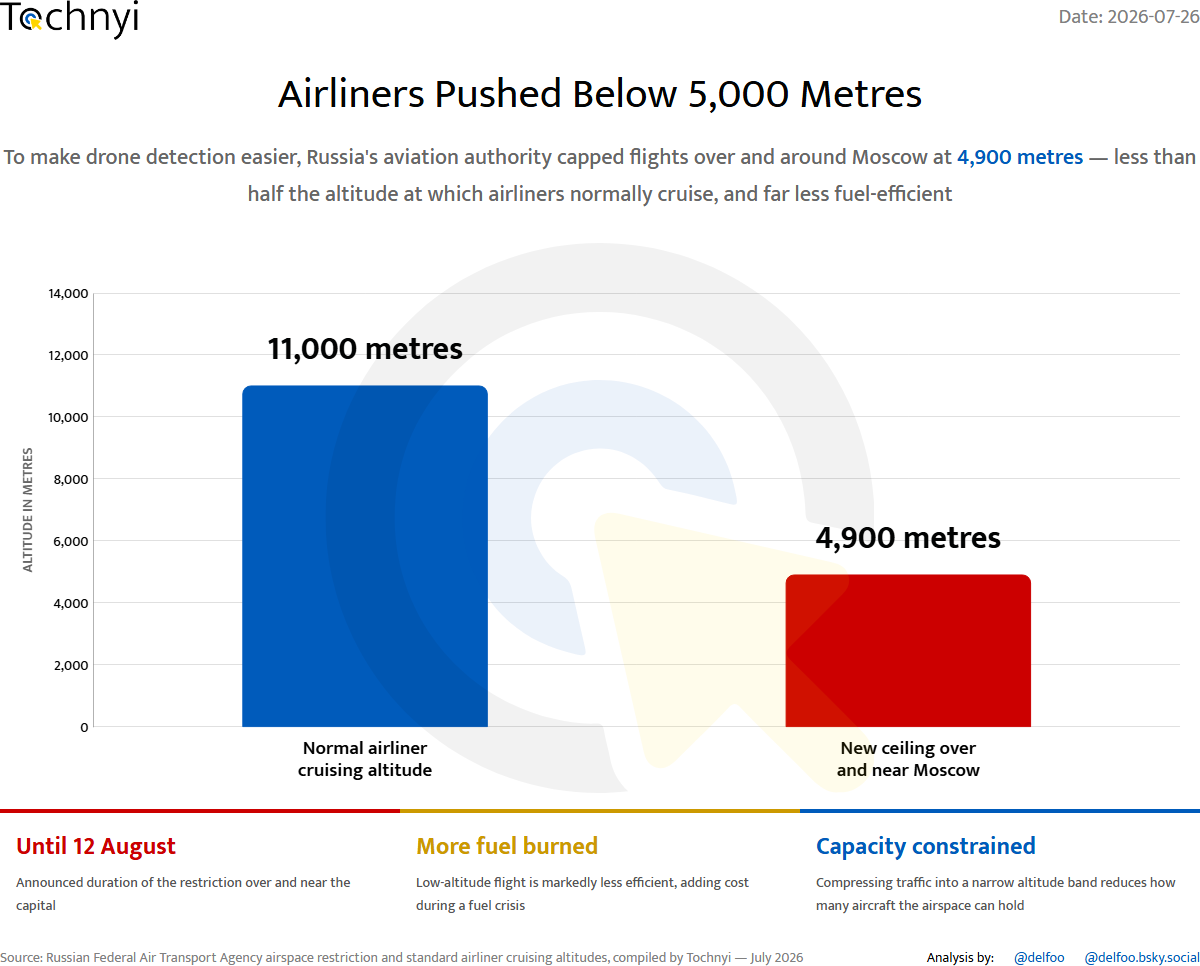 Tochnyi
Date: 2026-07-26
Airliners Pushed Below 5,000 Metres
To make drone detection easier, Russia's aviation authority capped flights over and around Moscow at 4,900 metres — less than
half the altitude at which airliners normally cruise, and far less fuel-efficient
ALTITUDE IN METRES
14,000
12,000
10,000
8,000
6,000
4,000
2,000
0
11,000 metres
4,900 metres
Normal airliner
cruising altitude
New ceiling over
and near Moscow
Until 12 August
Announced duration of the restriction over and near the
capital
More fuel burned
Low-altitude flight is markedly less efficient, adding cost
during a fuel crisis
Capacity constrained
Compressing traffic into a narrow altitude band reduces how
many aircraft the airspace can hold
Source: Russian Federal Air Transport Agency airspace restriction and standard airliner cruising altitudes, compiled by Tochnyi — July 2026
Analysis by: @delfoo @delfoo.bsky.social